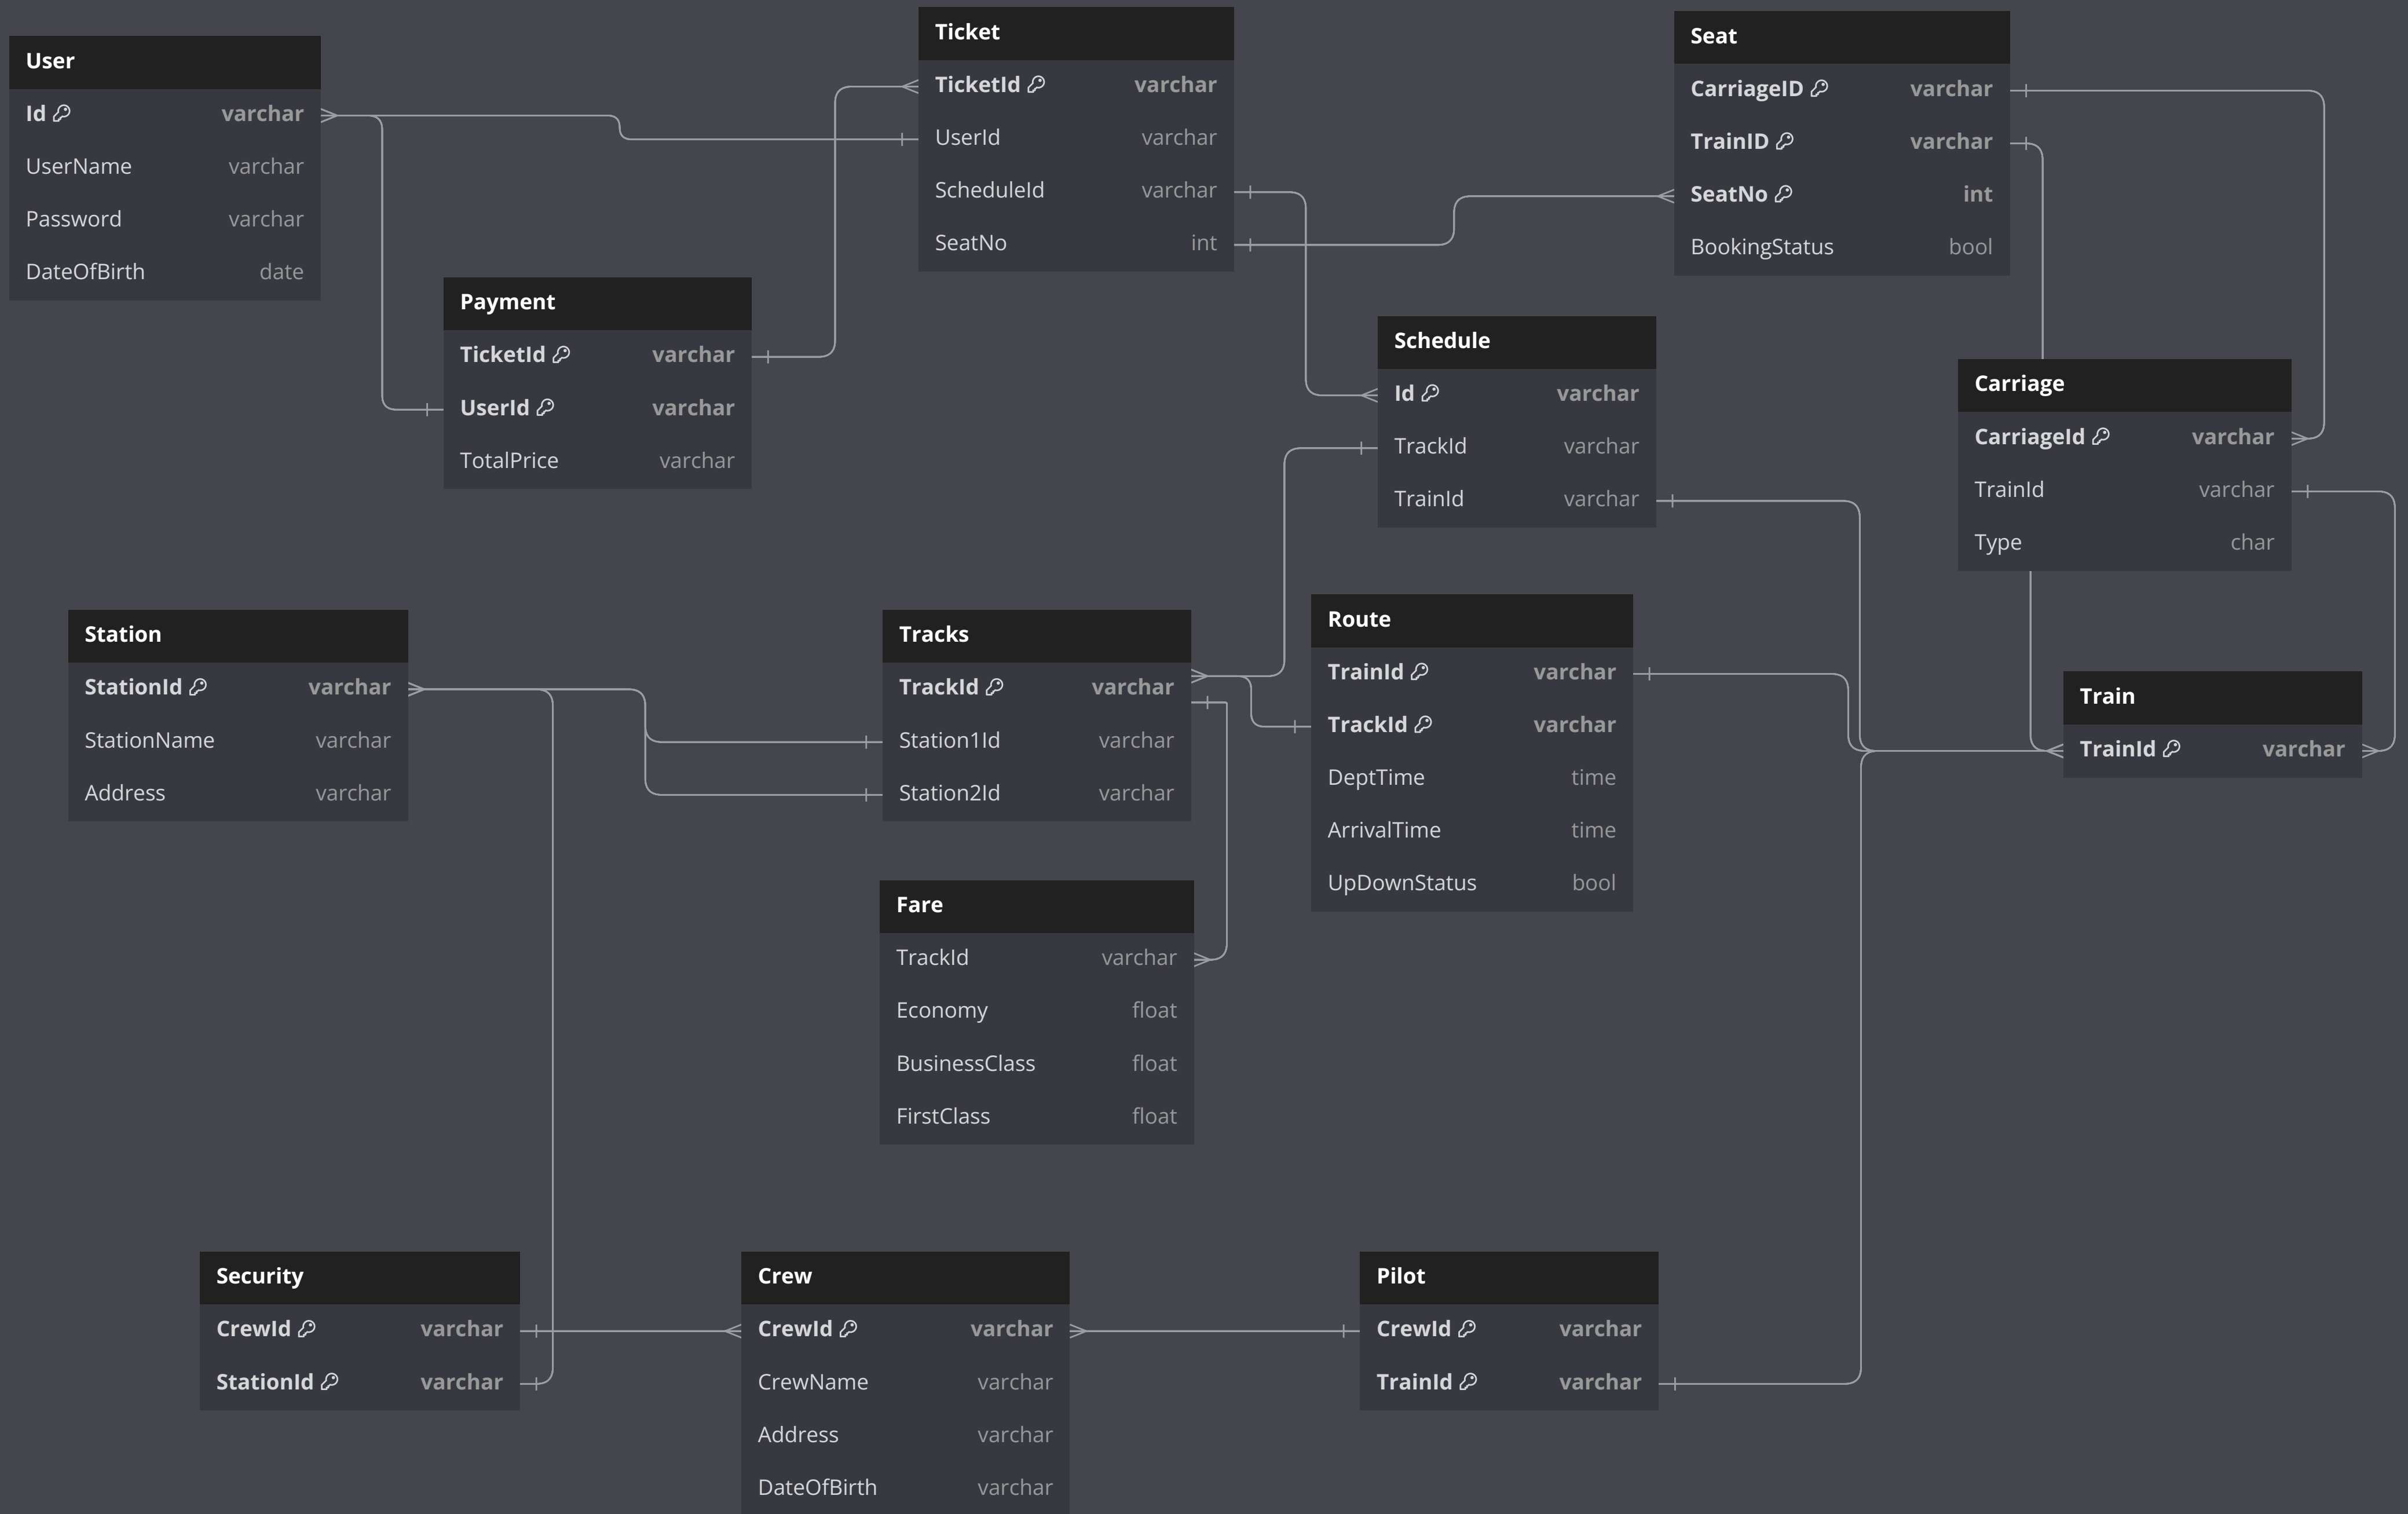 User
Id varchar
UserName varchar
Password varchar
DateOfBirth date
Ticket
TicketId varchar
UserId varchar
ScheduleId varchar
SeatNo int
Seat
CarriageID varchar
TrainID varchar
SeatNo int
BookingStatus bool
Payment
TicketId varchar
UserId varchar
TotalPrice varchar
Schedule
Id varchar
TrackId varchar
TrainId varchar
Carriage
CarriageId varchar
TrainId varchar
Type char
Station
StationId varchar
StationName varchar
Address varchar
Tracks
TrackId varchar
Station1Id varchar
Station2Id varchar
Route
TrainId varchar
TrackId varchar
DeptTime time
ArrivalTime time
UpDownStatus bool
Train
TrainId varchar
Fare
TrackId varchar
Economy float
BusinessClass float
FirstClass float
Security
CrewId varchar
StationId varchar
Crew
CrewId varchar
CrewName varchar
Address varchar
DateOfBirth varchar
Pilot
CrewId varchar
TrainId varchar